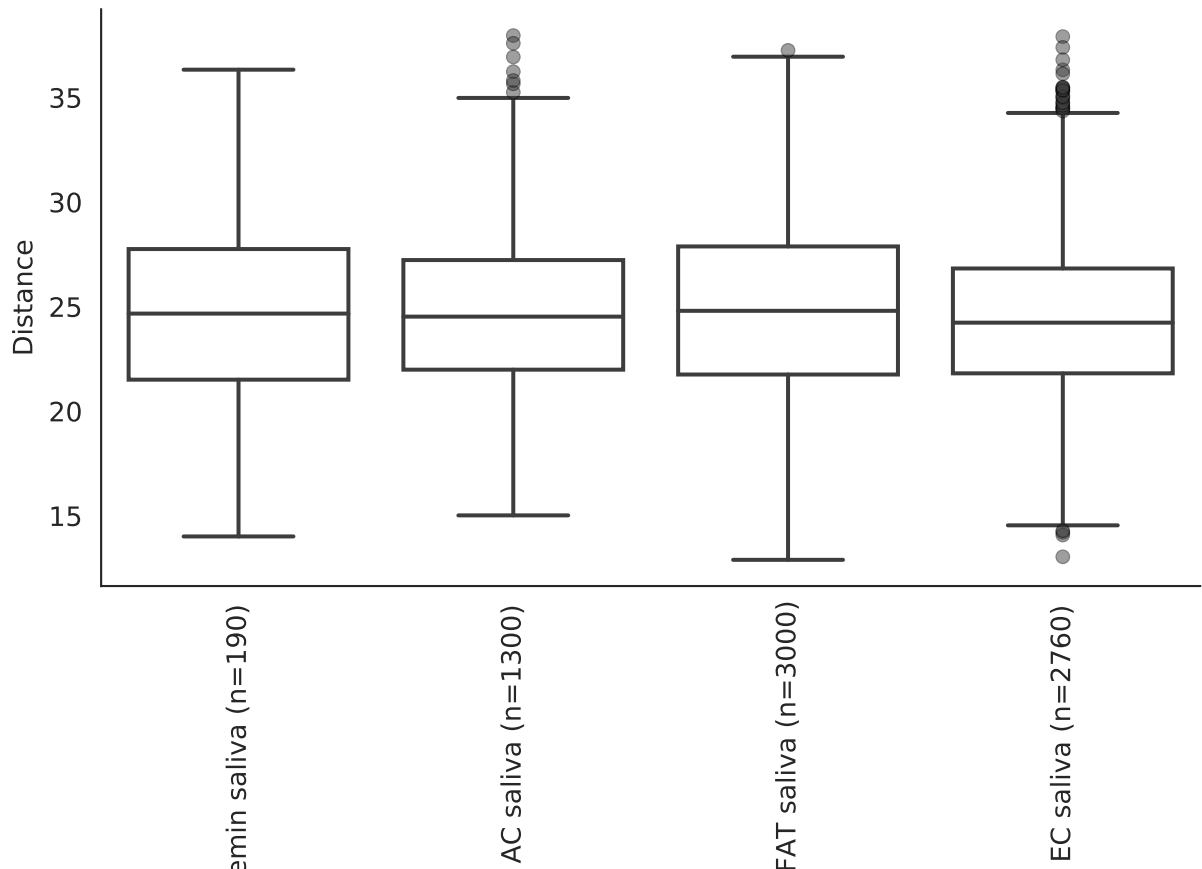 Distance
35
30
25
20
15
emin saliva (n=190)
AC saliva (n=1300)
FAT saliva (n=3000)
EC saliva (n=2760)